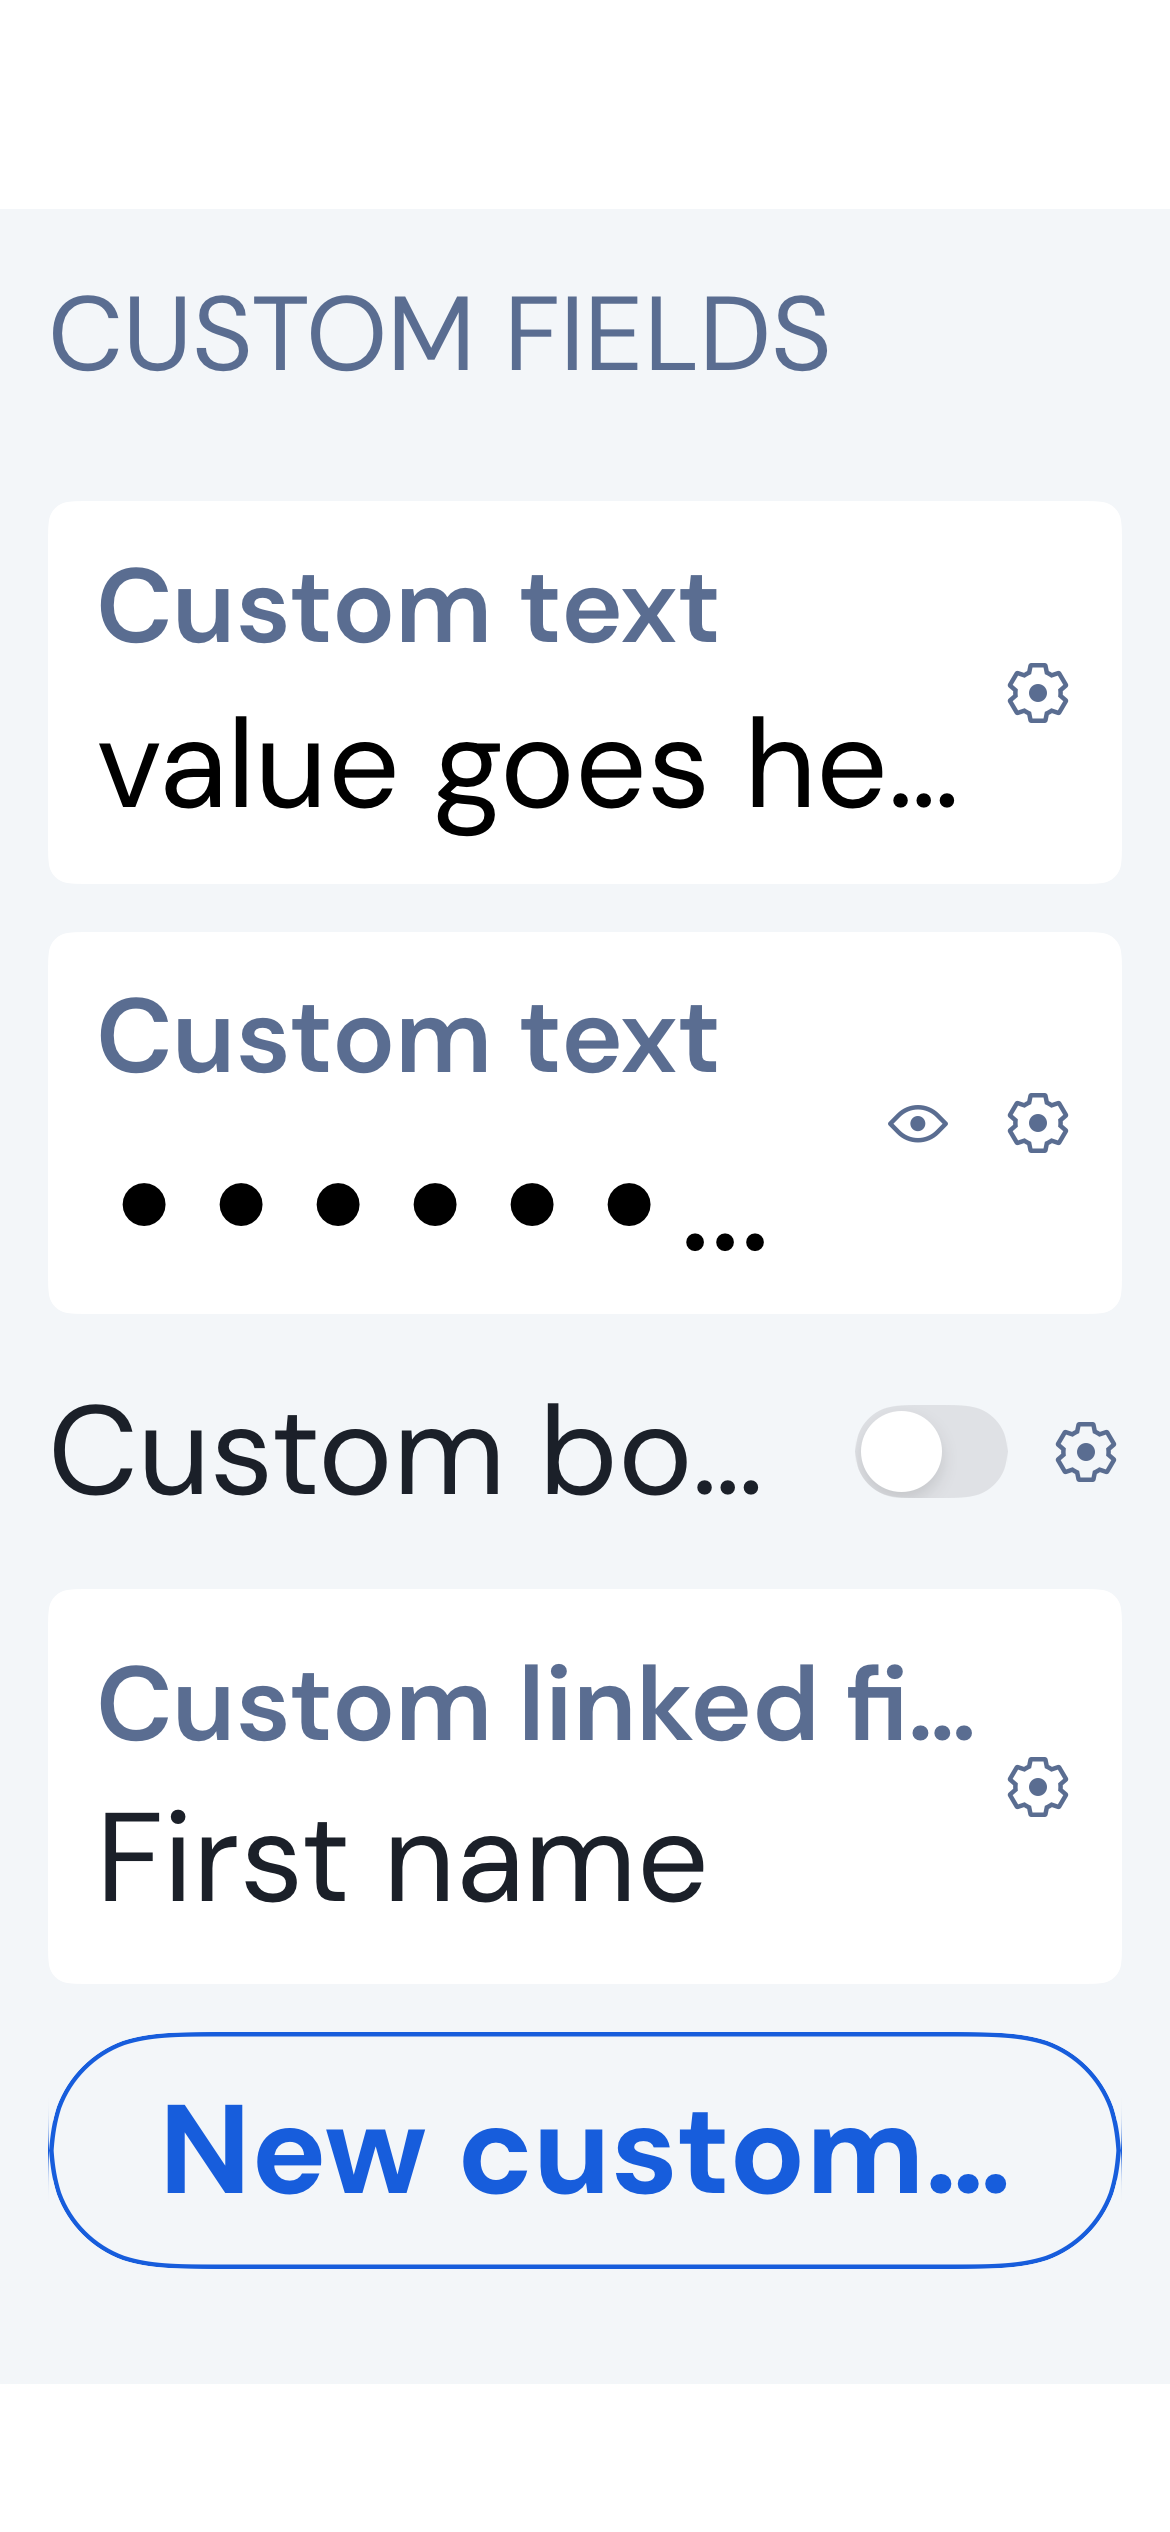 CUSTOM FIELDS
Custom text
value goes he...
Custom text
••••••...
Custom bo...
Custom linked fi...
First name
New custom...